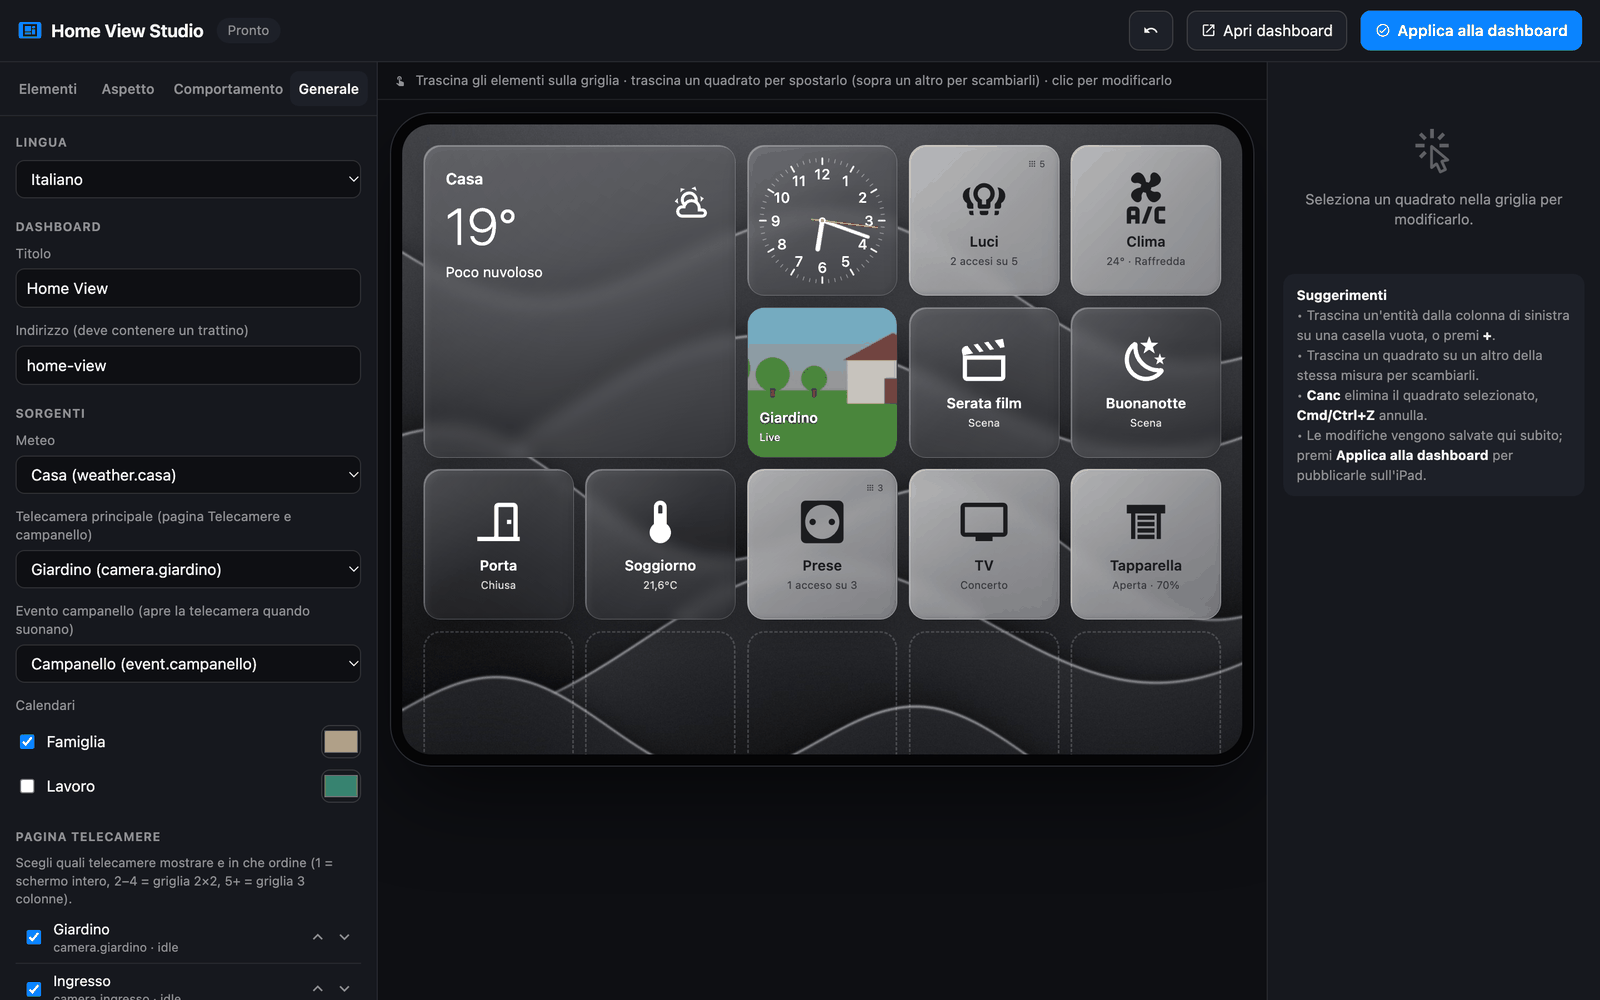 Home View Studio
Pronto
Apri dashboard
Applica alla dashboard
Elementi
Aspetto
Comportamento
Generale
Trascina gli elementi sulla griglia · trascina un quadrato per spostarlo (sopra un altro per scambiarli) · clic per modificarlo
LINGUA
Italiano
DASHBOARD
Titolo
Home View
Indirizzo (deve contenere un trattino)
home-view
SORGENTI
Meteo
Casa (weather.casa)
Telecamera principale (pagina Telecamere e
campanello)
Giardino (camera.giardino)
Evento campanello (apre la telecamera quando
suonano)
Campanello (event.campanello)
Calendari
Famiglia
Lavoro
PAGINA TELECAMERE
Scegli quali telecamere mostrare e in che ordine (1 =
schermo intero, 2–4 = griglia 2×2, 5+ = griglia 3
colonne).
Giardino
camera.giardino · idle
Ingresso
camera.ingresso · idle
Casa
19°
Poco nuvoloso
12
1
2
3
4
5
6
7
8
9
10
11
5
Luci
2 accesi su 5
A/C
Clima
24° · Raffredda
Giardino
Live
Serata film
Scena
Buonanotte
Scena
Porta
Chiusa
Soggiorno
21,6°C
3
Prese
1 acceso su 3
TV
Concerto
Tapparella
Aperta · 70%
Seleziona un quadrato nella griglia per
modificarlo.
Suggerimenti
• Trascina un'entità dalla colonna di sinistra
su una casella vuota, o premi +.
• Trascina un quadrato su un altro della
stessa misura per scambiarli.
• Canc elimina il quadrato selezionato,
Cmd/Ctrl+Z annulla.
• Le modifiche vengono salvate qui subito;
premi Applica alla dashboard per
pubblicarle sull'iPad.